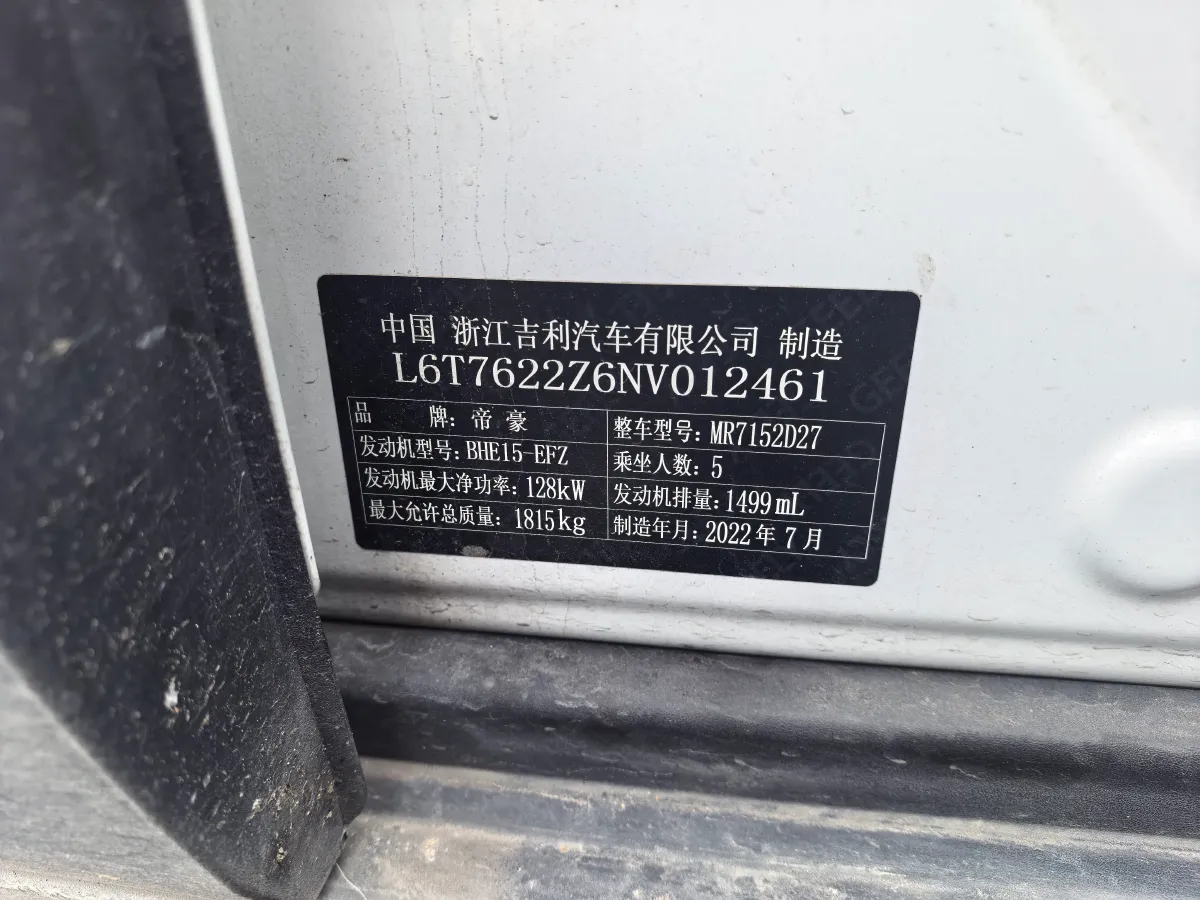 中国 浙江吉利汽车有限公司 制造
L6T7622Z6NV012461
品 牌: 帝豪 整车型号: MR7152D27
发动机型号: BHE15-EFZ 乘坐人数: 5
发动机最大净功率: 128kW 发动机排量: 1499mL
最大允许总质量: 1815kg 制造年月: 2022年7月